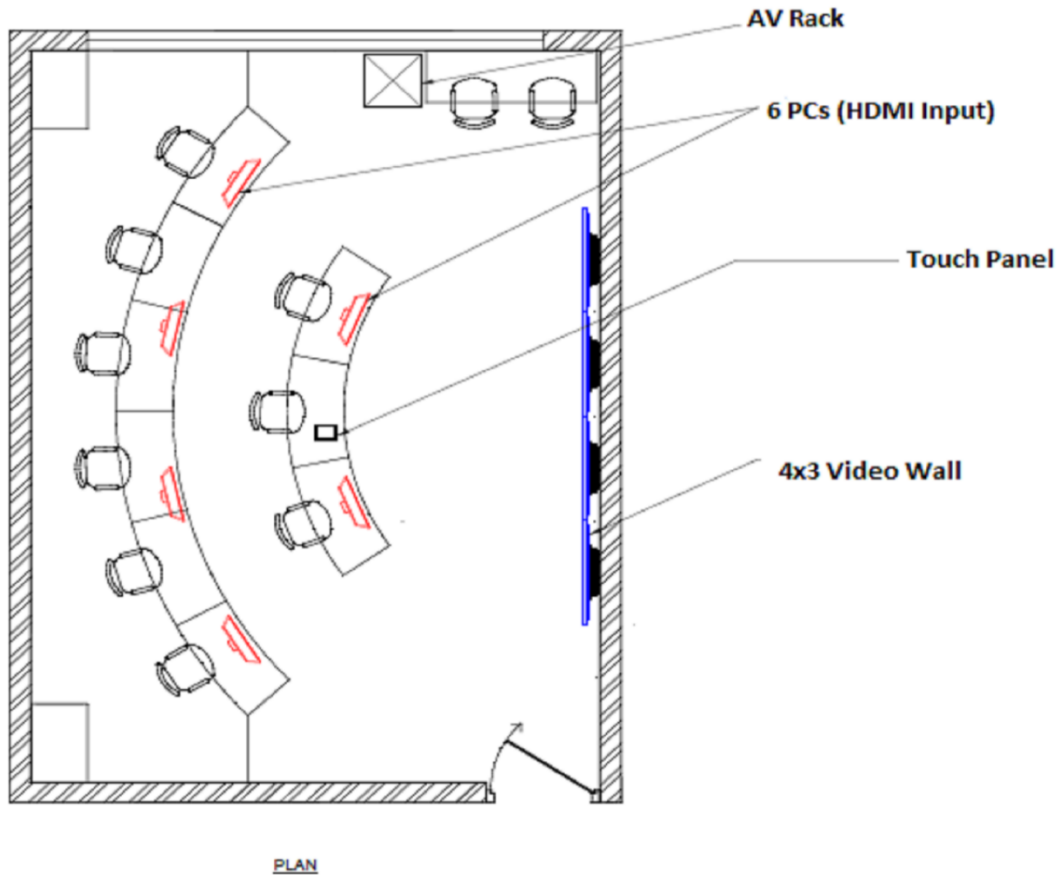 AV Rack
6 PCs (HDMI Input)
Touch Panel
4x3 Video Wall
PLAN